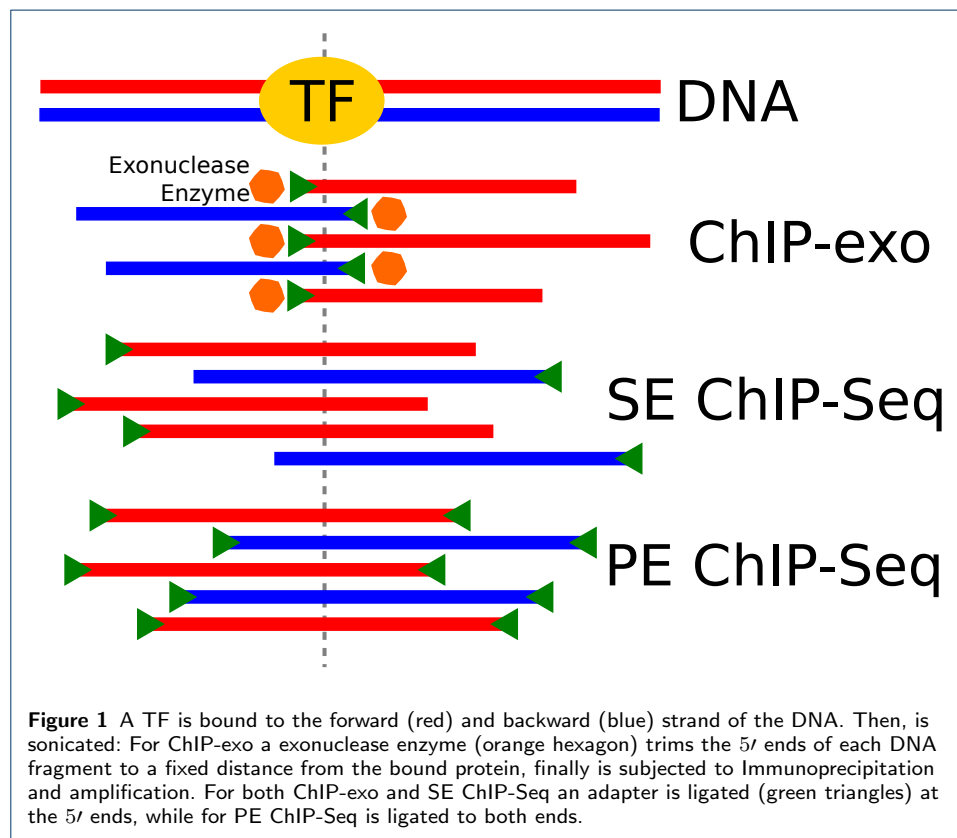 TF
DNA
Exonuclease
Enzyme
ChIP-exo
SE ChIP-Seq
PE ChIP-Seq
Figure 1 A TF is bound to the forward (red) and backward (blue) strand of the DNA. Then, is
sonicated: For ChIP-exo a exonuclease enzyme (orange hexagon) trims the 5′ ends of each DNA
fragment to a fixed distance from the bound protein, finally is subjected to Immunoprecipitation
and amplification. For both ChIP-exo and SE ChIP-Seq an adapter is ligated (green triangles) at
the 5′ ends, while for PE ChIP-Seq is ligated to both ends.